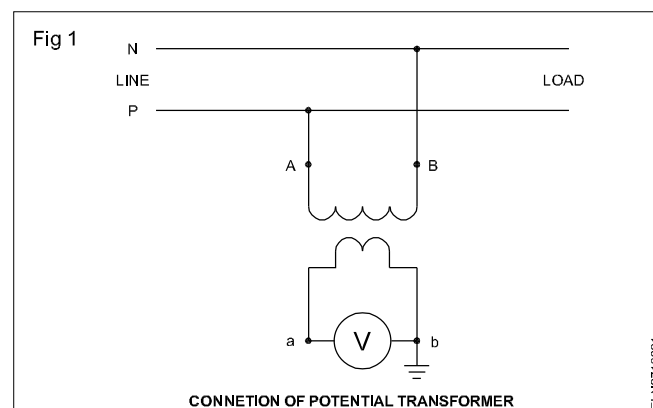 Fig 1
N
LINE
LOAD
P
A
B
a
V
b
CONNETION OF POTENTIAL TRANSFORMER